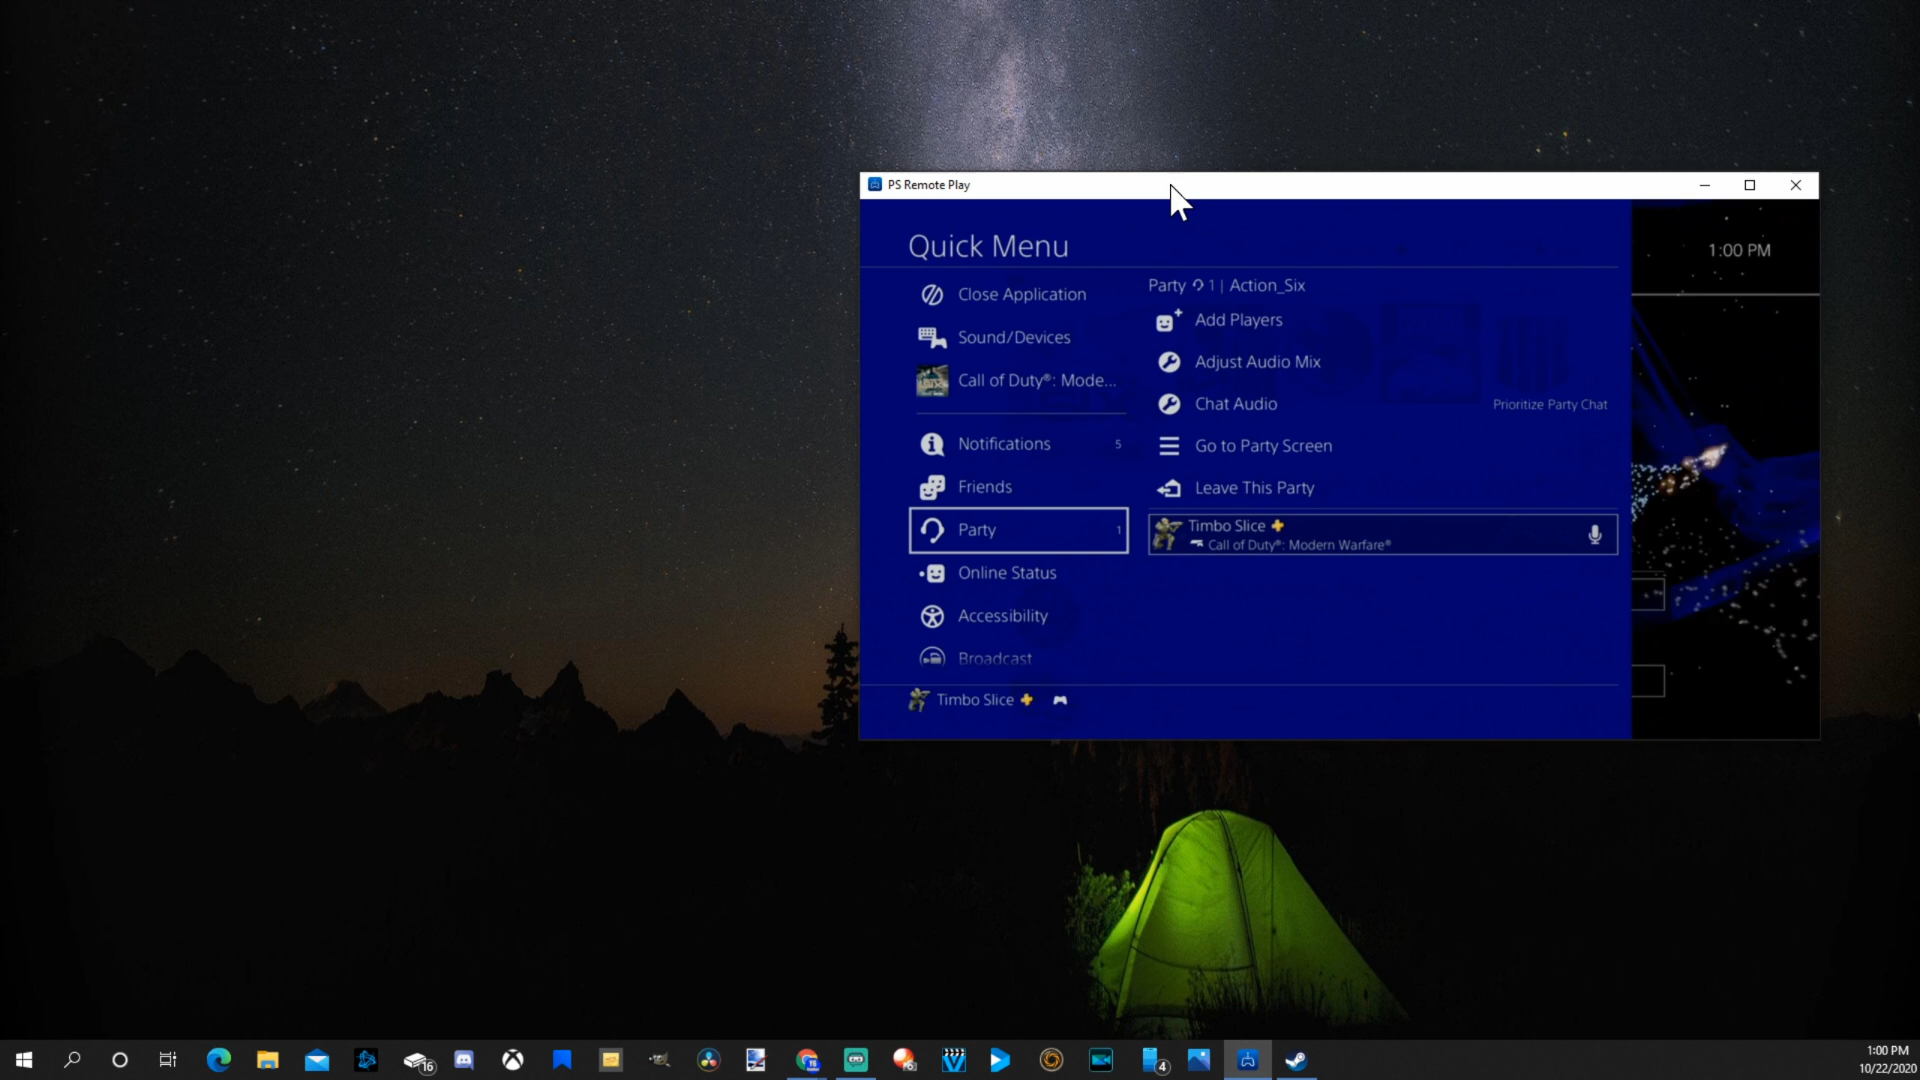 PS Remote Play
Quick Menu
1:00 PM
Close Application
Sound/Devices
Call of Duty®: Mode...
Notifications 5
Friends
Party 1
Online Status
Accessibility
Broadcast
Party 1 | Action_Six
Add Players
Adjust Audio Mix
Chat Audio Prioritize Party Chat
Go to Party Screen
Leave This Party
Timbo Slice
Call of Duty®: Modern Warfare®
Timbo Slice
16
4
1:00 PM
10/22/2020